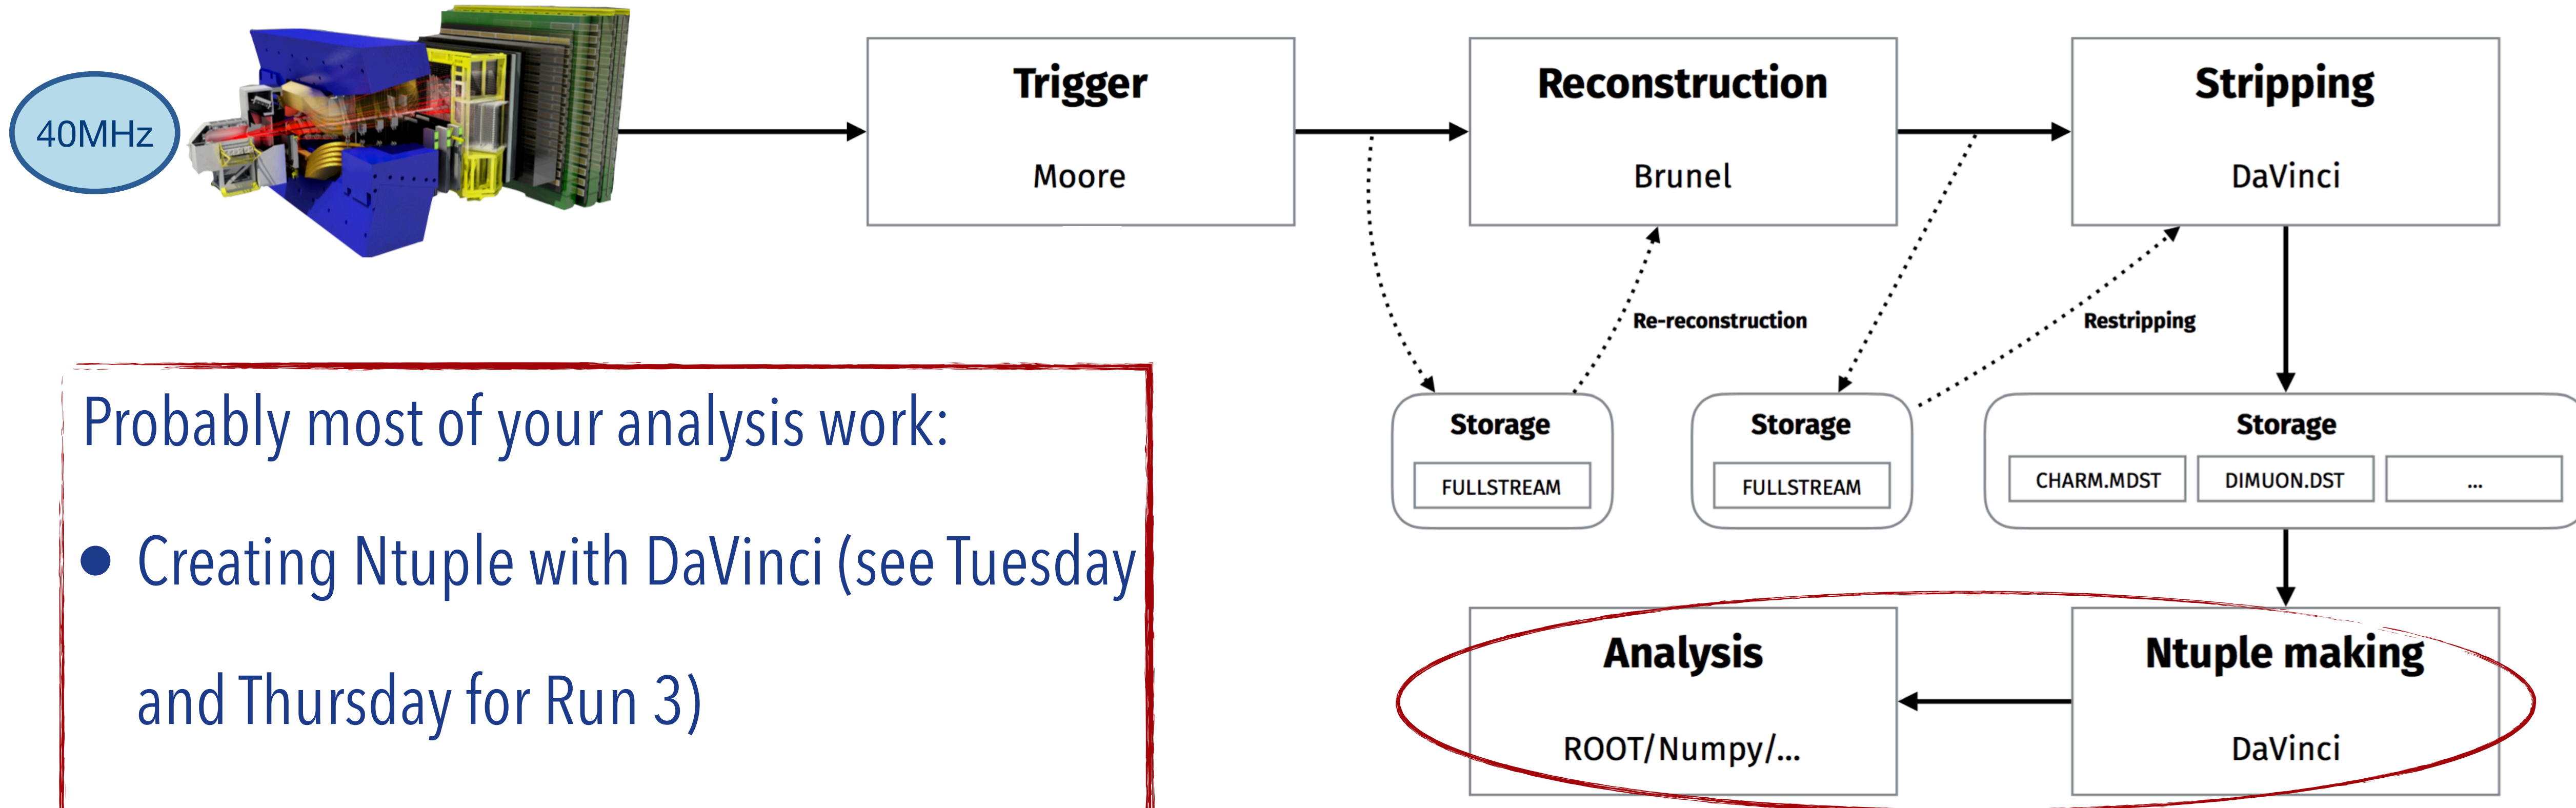 40MHz
Trigger
Moore
Reconstruction
Brunel
Stripping
DaVinci
Re-reconstruction
Restripping
Storage
FULLSTREAM
Storage
FULLSTREAM
Storage
CHARM.MDST
DIMUON.DST
...
Probably most of your analysis work:
• Creating Ntuple with DaVinci (see Tuesday
and Thursday for Run 3)
Analysis
ROOT/Numpy/...
Ntuple making
DaVinci